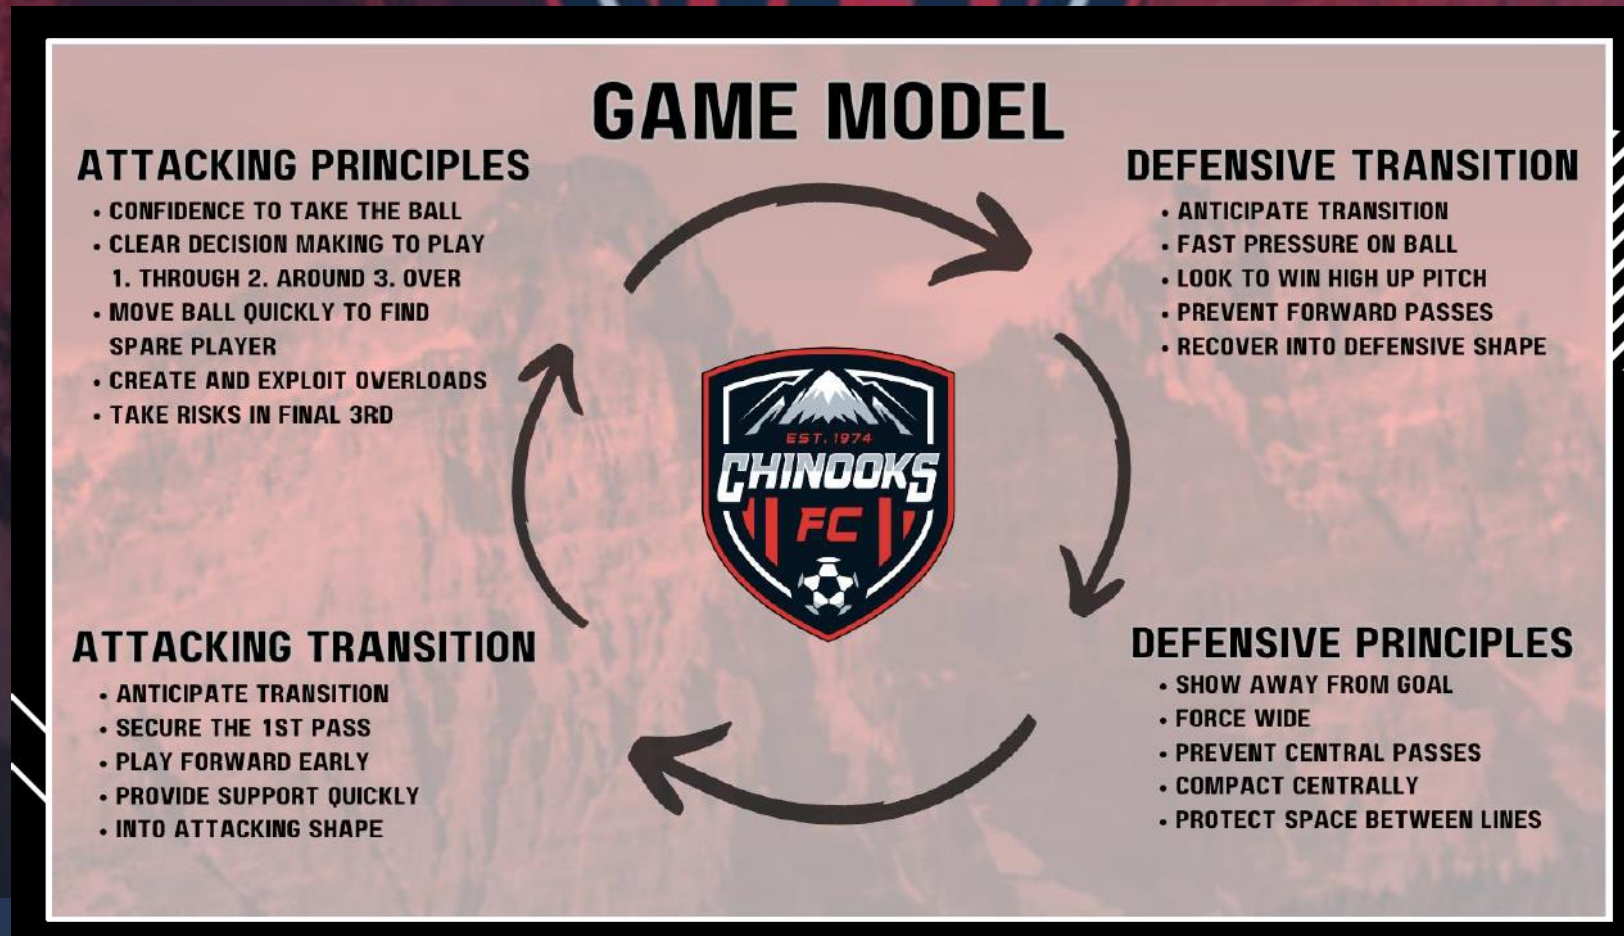 GAME MODEL
ATTACKING PRINCIPLES
• CONFIDENCE TO TAKE THE BALL
• CLEAR DECISION MAKING TO PLAY
1. THROUGH 2. AROUND 3. OVER
• MOVE BALL QUICKLY TO FIND
SPARE PLAYER
• CREATE AND EXPLOIT OVERLOADS
• TAKE RISKS IN FINAL 3RD
DEFENSIVE TRANSITION
• ANTICIPATE TRANSITION
• FAST PRESSURE ON BALL
• LOOK TO WIN HIGH UP PITCH
• PREVENT FORWARD PASSES
• RECOVER INTO DEFENSIVE SHAPE
EST. 1974
CHINOOKS
FC
ATTACKING TRANSITION
• ANTICIPATE TRANSITION
• SECURE THE 1ST PASS
• PLAY FORWARD EARLY
• PROVIDE SUPPORT QUICKLY
• INTO ATTACKING SHAPE
DEFENSIVE PRINCIPLES
• SHOW AWAY FROM GOAL
• FORCE WIDE
• PREVENT CENTRAL PASSES
• COMPACT CENTRALLY
• PROTECT SPACE BETWEEN LINES